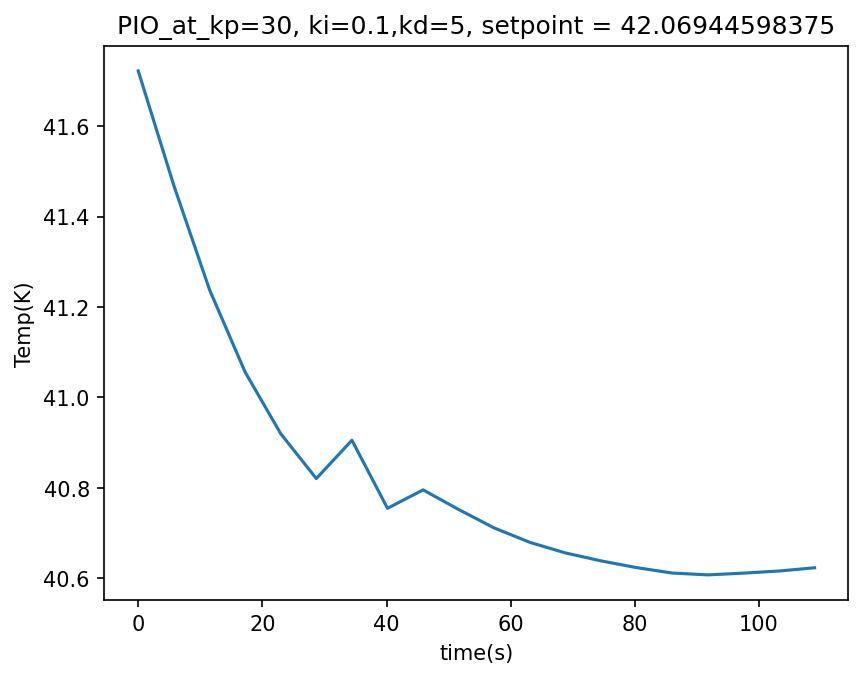 PIO_at_kp=30, ki=0.1,kd=5, setpoint = 42.06944598375
41.6
41.4
41.2
41.0
40.8
40.6
Temp(K)
0 20 40 60 80 100
time(s)